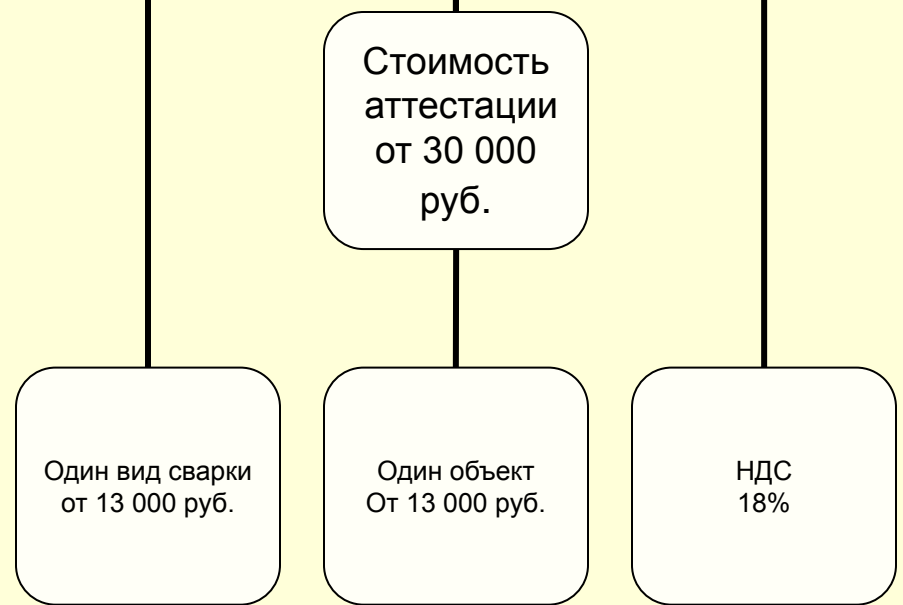 Стоимость
аттестации
от 30 000
руб.
Один вид сварки
от 13 000 руб.
Один объект
От 13 000 руб.
НДС
18%